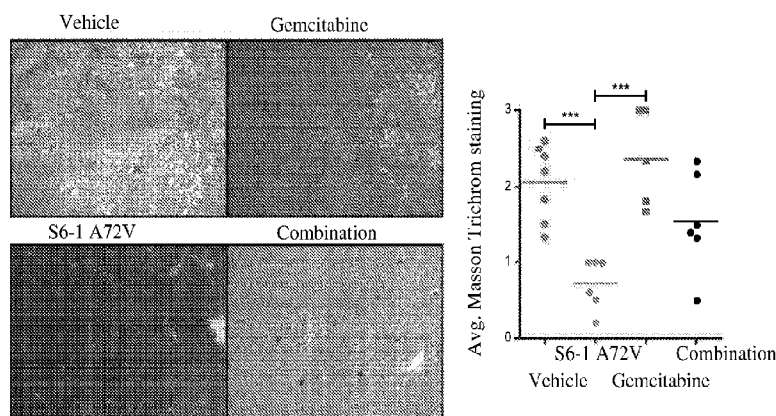 Vehicle
Gemcitabine
S6-1 A72V
Combination
Avg. Masson Trichrom staining
3
2
1
0
***
***
S6-1 A72V
Combination
Vehicle
Gemcitabine